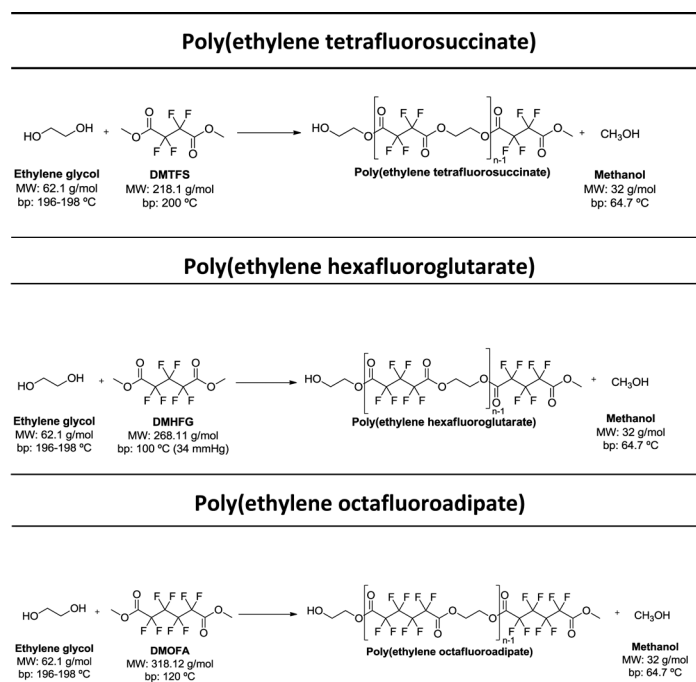 Poly(ethylene tetrafluorosuccinate)
HO OH + O F F O O F F O HO O O F F O F F O O O O F F O F F O n-1 + CH3OH
Ethylene glycol DMTFS Poly(ethylene tetrafluorosuccinate) Methanol
MW: 62.1 g/mol MW: 218.1 g/mol MW: 32 g/mol
bp: 196-198 ºC bp: 200 ºC bp: 64.7 ºC
Poly(ethylene hexafluoroglutarate)
HO OH + O O F F O O F F F F HO O O F F O F F F F O O O F F F F F F O O n-1 + CH3OH
Ethylene glycol DMHFG Poly(ethylene hexafluoroglutarate) Methanol
MW: 62.1 g/mol MW: 268.11 g/mol MW: 32 g/mol
bp: 196-198 ºC bp: 100 ºC (34 mmHg) bp: 64.7 ºC
Poly(ethylene octafluoroadipate)
HO OH + O O F F F F F F F F O O HO O O F F F F F F F F O O O O F F F F F F F F O O n-1 + CH3OH
Ethylene glycol DMOFA Poly(ethylene octafluoroadipate) Methanol
MW: 62.1 g/mol MW: 318.12 g/mol MW: 32 g/mol
bp: 196-198 ºC bp: 120 ºC bp: 64.7 ºC